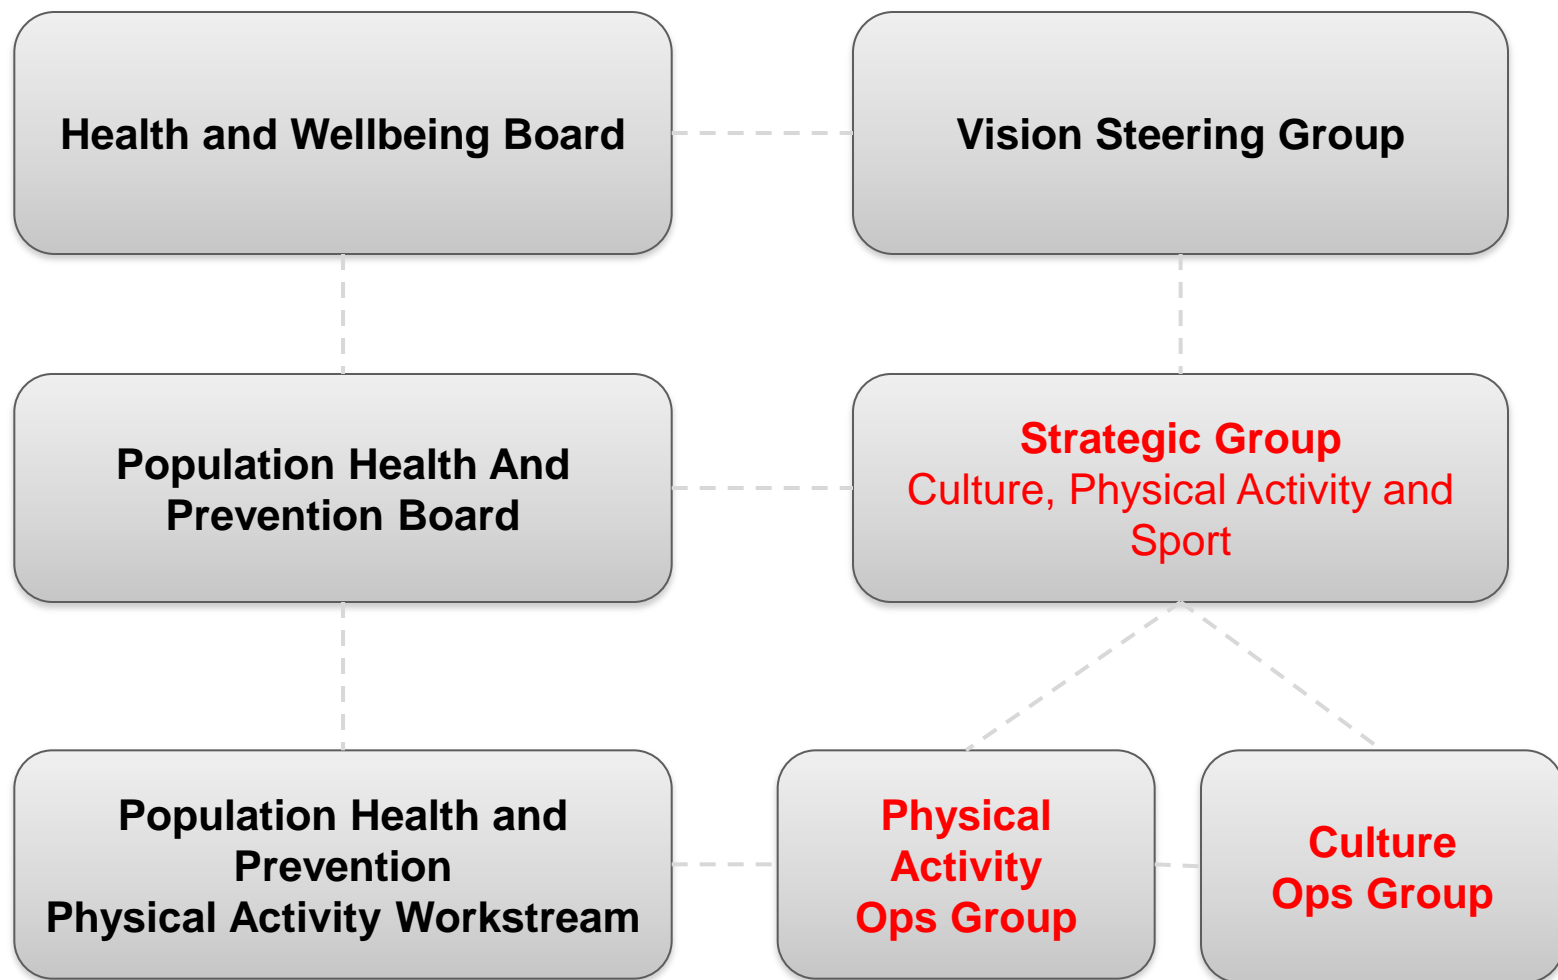 Health and Wellbeing Board
Vision Steering Group
Population Health And
Prevention Board
Strategic Group
Culture, Physical Activity and
Sport
Population Health and
Prevention
Physical Activity Workstream
Physical
Activity
Ops Group
Culture
Ops Group